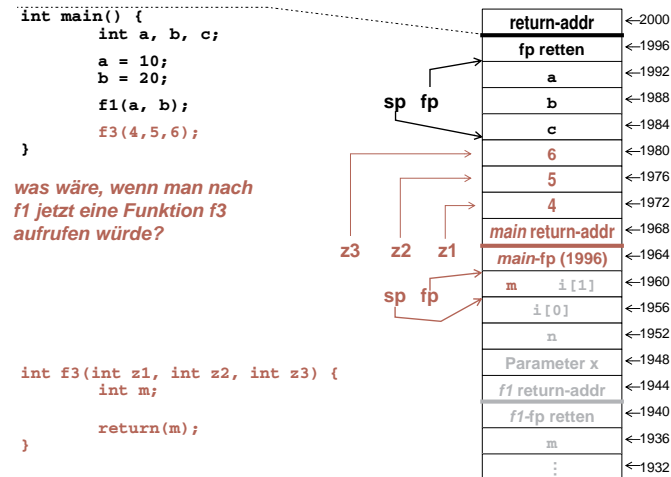 int main() {
int a, b, c;
a = 10;
b = 20;
f1(a, b);
f3(4,5,6);
}
was wäre, wenn man nach
f1 jetzt eine Funktion f3
aufrufen würde?
int f3(int z1, int z2, int z3) {
int m;
return(m);
}
sp fp
z3 z2 z1
sp fp
return-addr ←2000
fp retten ←1996
a ←1992
b ←1988
c ←1984
6 ←1980
5 ←1976
4 ←1972
main return-addr ←1968
main-fp (1996) ←1964
m i[1] ←1960
i[0] ←1956
n ←1952
Parameter x ←1948
f1 return-addr ←1944
f1-fp retten ←1940
m ←1936
⋮ ←1932